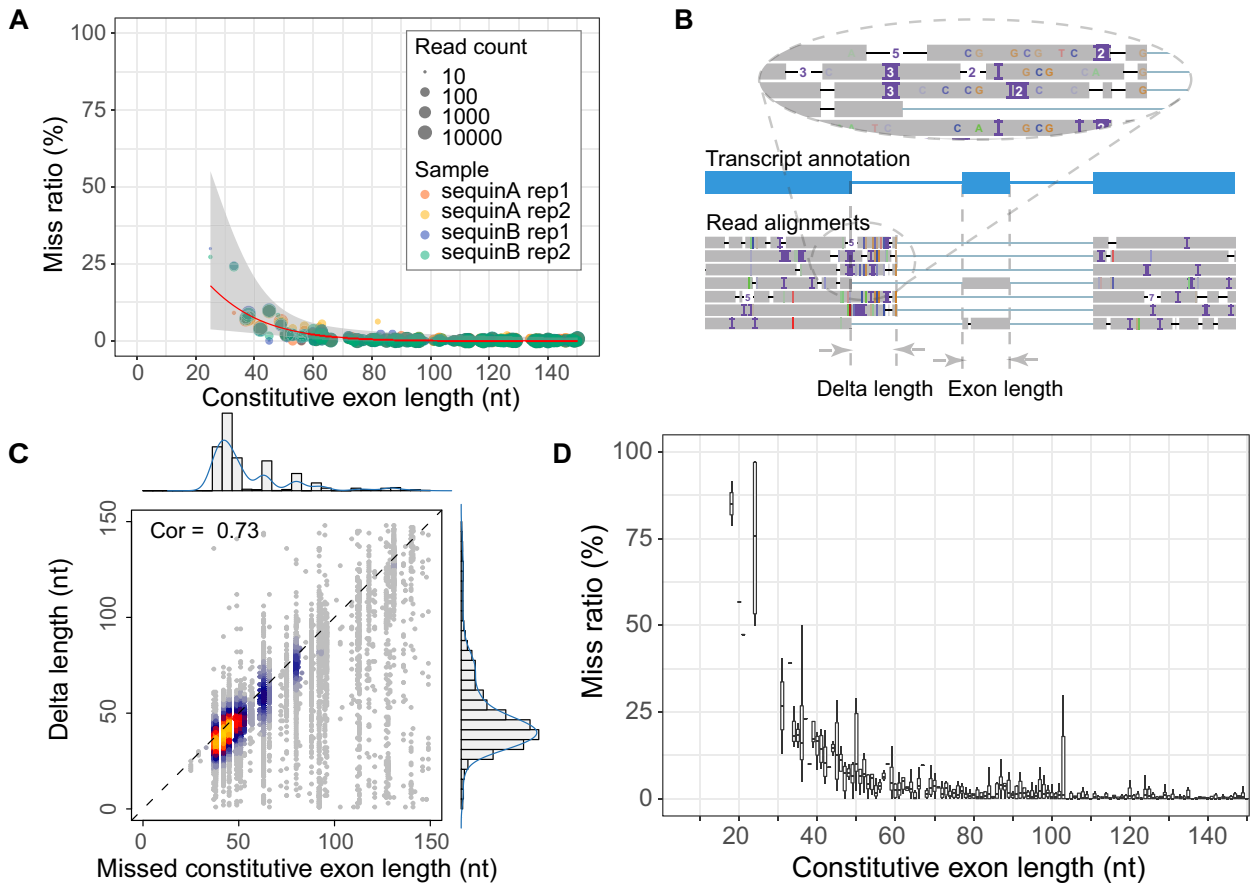 A
100
75
50
25
0
Miss ratio (%)
0 20 40 60 80 100 120 140
Constitutive exon length (nt)
Read count
10
100
1000
10000
Sample
sequinA rep1
sequinA rep2
sequinB rep1
sequinB rep2
B
5 C G G C G T C 2 G
3 C 3 2 G C G C A G
3 C C C G 2 C C G
A T C C A G C G 2
Transcript annotation
Read alignments
5
5 7
Delta length Exon length
C
Cor = 0.73
150
100
50
0
Delta length (nt)
0 50 100 150
Missed constitutive exon length (nt)
D
100
75
50
25
0
Miss ratio (%)
20 40 60 80 100 120 140
Constitutive exon length (nt)